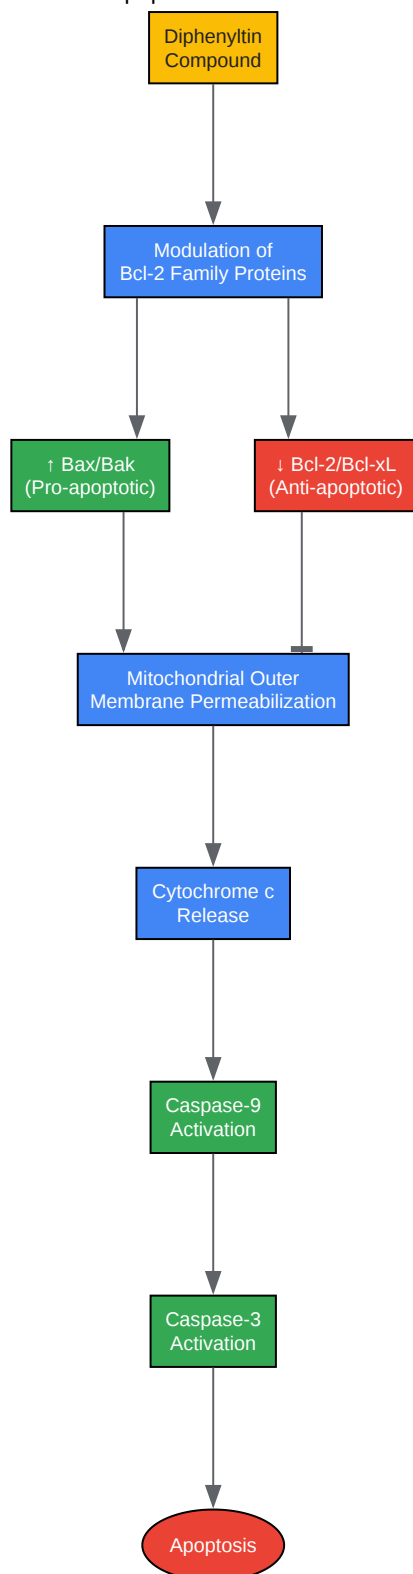 Diphenyltin
Compound
Modulation of
Bcl-2 Family Proteins
↑ Bax/Bak
(Pro-apoptotic)
↓ Bcl-2/Bcl-xL
(Anti-apoptotic)
Mitochondrial Outer
Membrane Permeabilization
Cytochrome c
Release
Caspase-9
Activation
Caspase-3
Activation
Apoptosis